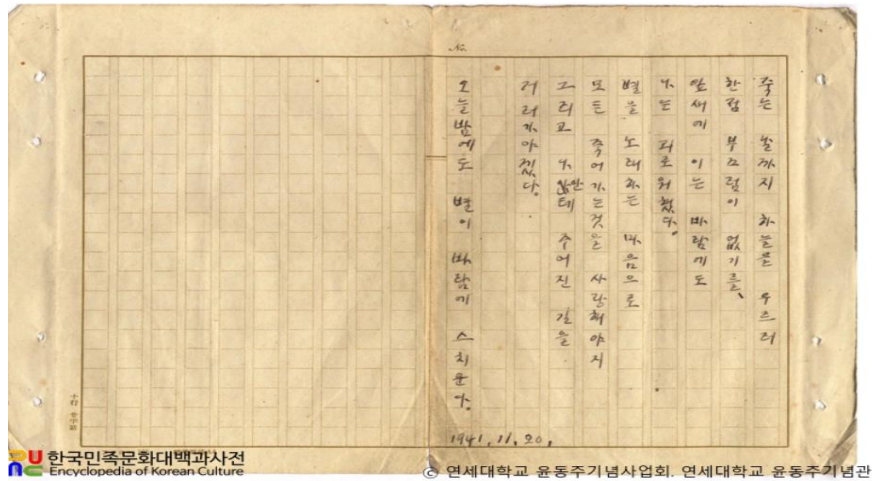 No.
죽는 날까지 하늘을 우르러
한점 부끄럼이 없기를、
잎새에 이는 바람에도
나는 괴로워했다。
별을 노래하는 마음으로
모든 죽어가는것을 사랑해야지
그리고 나안테 주어진 길을
거러가야겠다。
오늘밤에도 별이 바람에 스치운다。
1941. 11. 20.
한국민족문화대백과사전
Encyclopedia of Korean Culture
ⓒ 연세대학교 윤동주기념사업회. 연세대학교 윤동주기념관